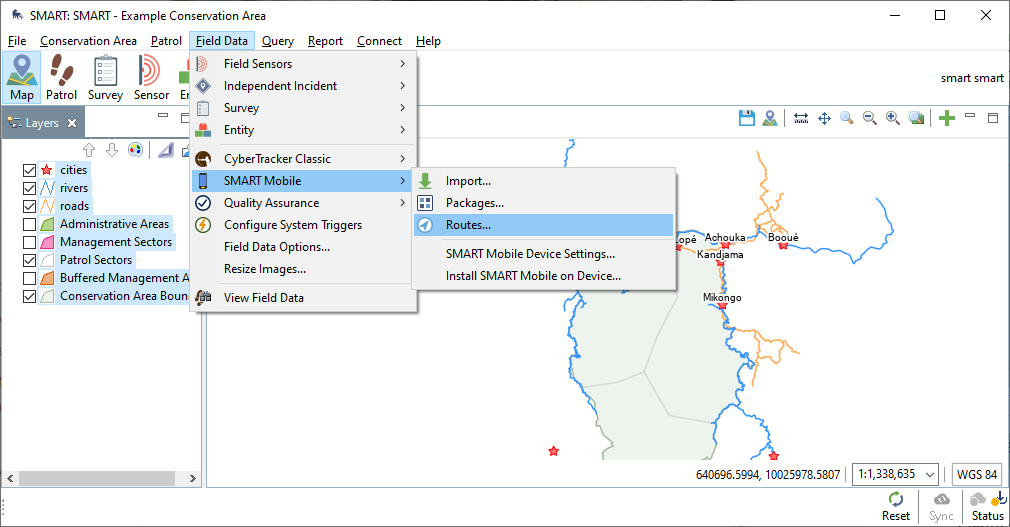 SMART: SMART - Example Conservation Area
File Conservation Area Patrol Field Data Query Report Connect Help
Map Patrol Survey Sensor
smart smart
Layers
cities
rivers
roads
Administrative Areas
Management Sectors
Patrol Sectors
Buffered Management A
Conservation Area Boun
Field Sensors
Independent Incident
Survey
Entity
CyberTracker Classic
SMART Mobile
Quality Assurance
Configure System Triggers
Field Data Options...
Resize Images...
View Field Data
Import...
Packages...
Routes...
SMART Mobile Device Settings...
Install SMART Mobile on Device...
Lopé Achouka Booué
Kandjama
Mikongo
640696.5994, 10025978.5807 1:1,338,635 WGS 84
Reset Sync Status